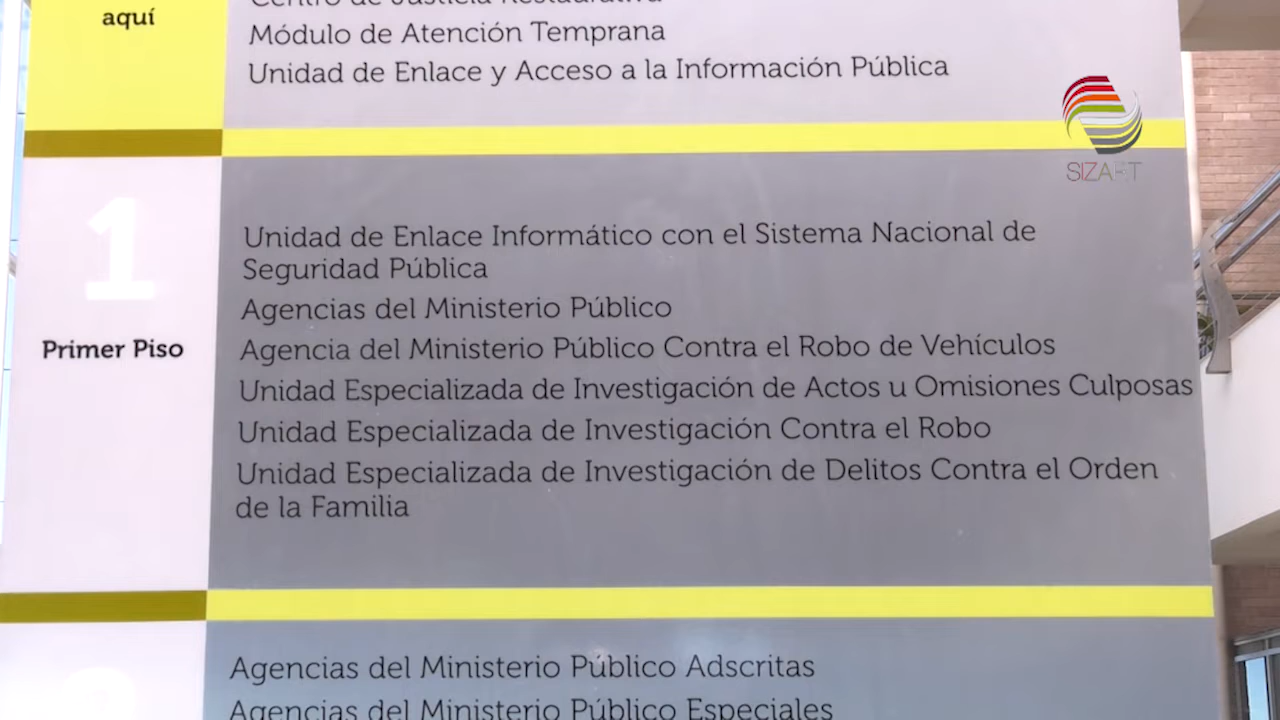 aquí
Centro de Justicia Restaurativa
Módulo de Atención Temprana
Unidad de Enlace y Acceso a la Información Pública
SIZART
1
Primer Piso
Unidad de Enlace Informático con el Sistema Nacional de
Seguridad Pública
Agencias del Ministerio Público
Agencia del Ministerio Público Contra el Robo de Vehículos
Unidad Especializada de Investigación de Actos u Omisiones Culposas
Unidad Especializada de Investigación Contra el Robo
Unidad Especializada de Investigación de Delitos Contra el Orden
de la Familia
Agencias del Ministerio Público Adscritas
Agencias del Ministerio Público Especiales